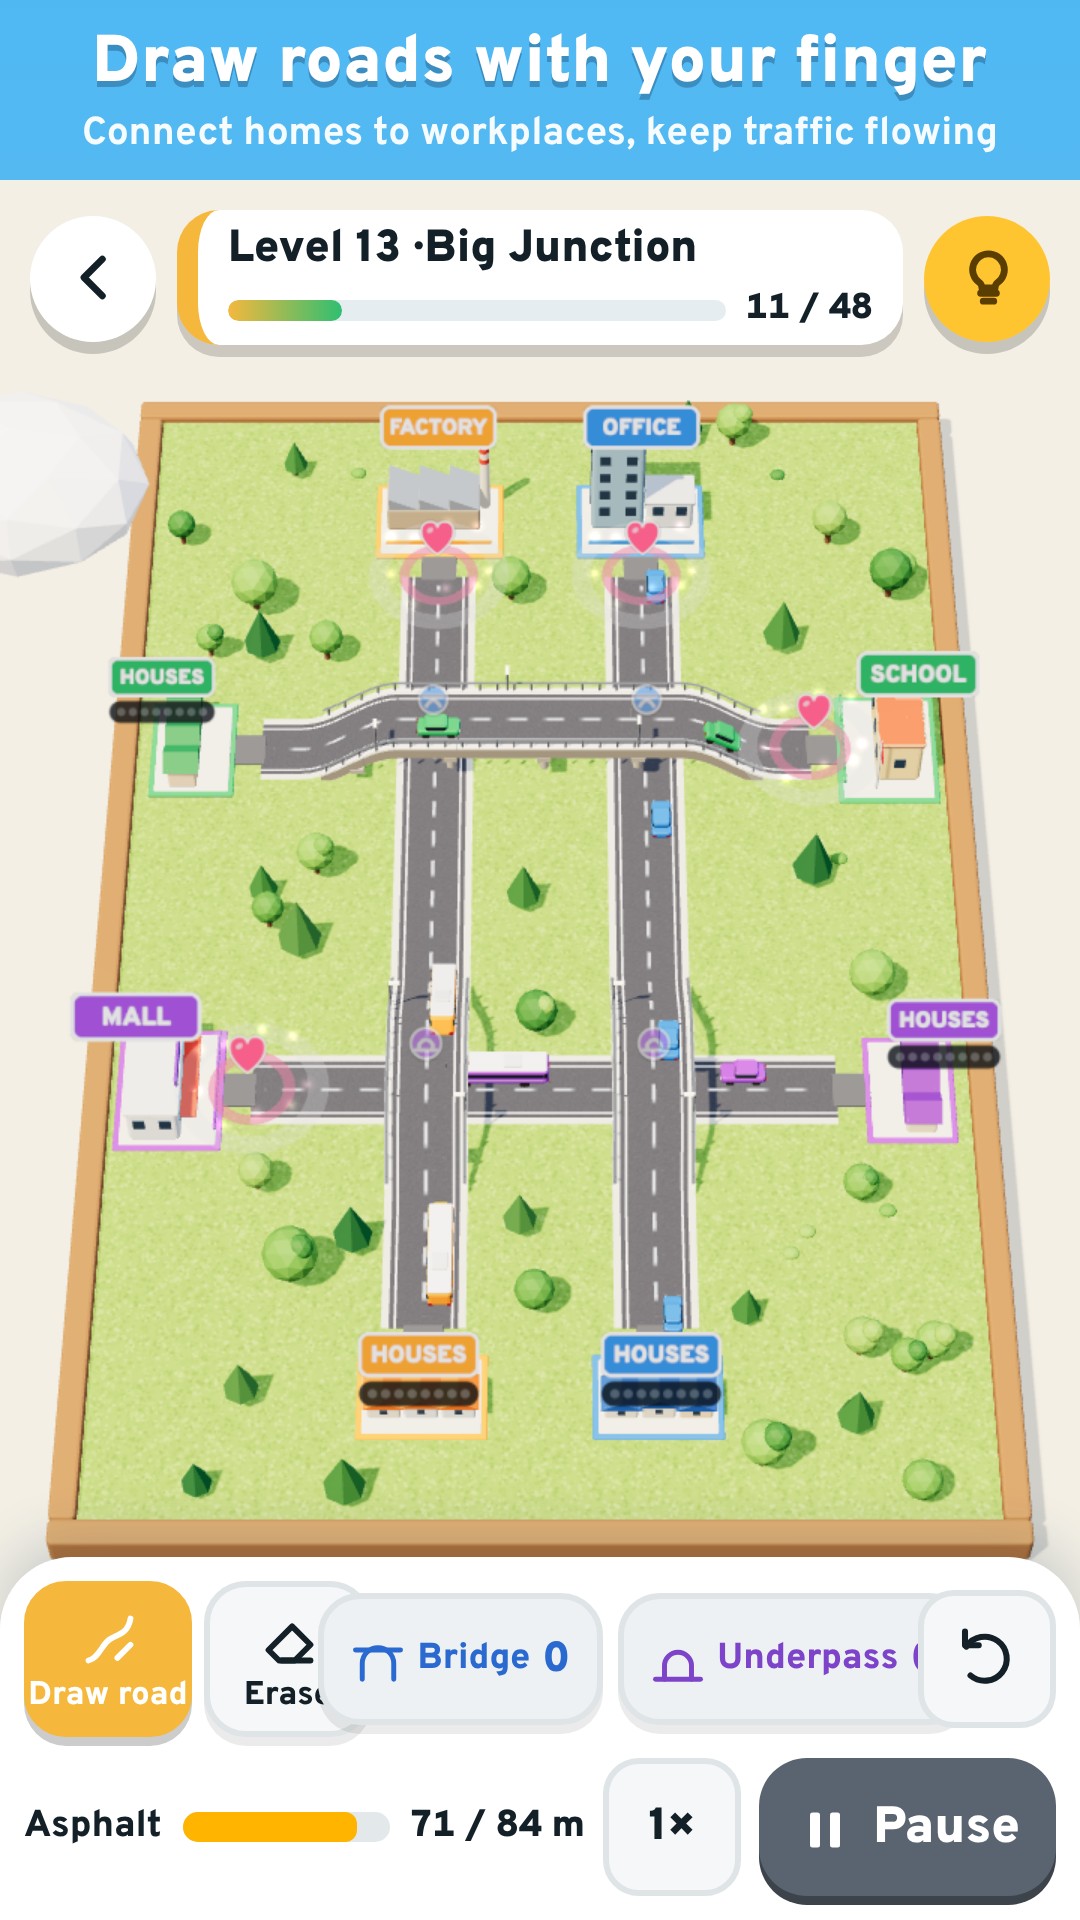 Draw roads with your finger
Connect homes to workplaces, keep traffic flowing
Level 13 ·Big Junction
11 / 48
FACTORY
OFFICE
HOUSES
SCHOOL
MALL
HOUSES
HOUSES
HOUSES
Draw road
Erase
Bridge 0
Underpass
Asphalt
71 / 84 m
1×
Pause